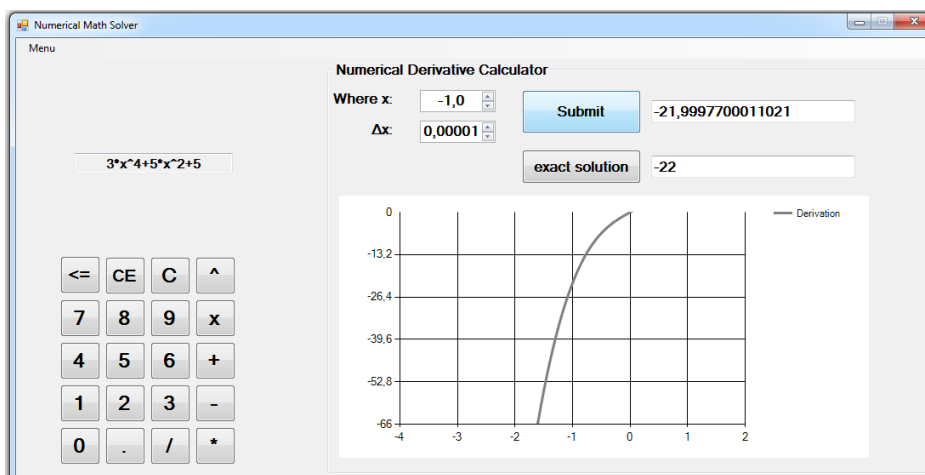 Numerical Math Solver
Menu
Numerical Derivative Calculator
Where x: -1,0 Submit -21,9997700011021
Δx: 0,00001
exact solution -22
3*x^4+5*x^2+5
Derivation
0
-13.2
-26.4
-39.6
-52.8
-66
-4 -3 -2 -1 0 1 2
<= CE C ^
7 8 9 x
4 5 6 +
1 2 3 -
0 . / *